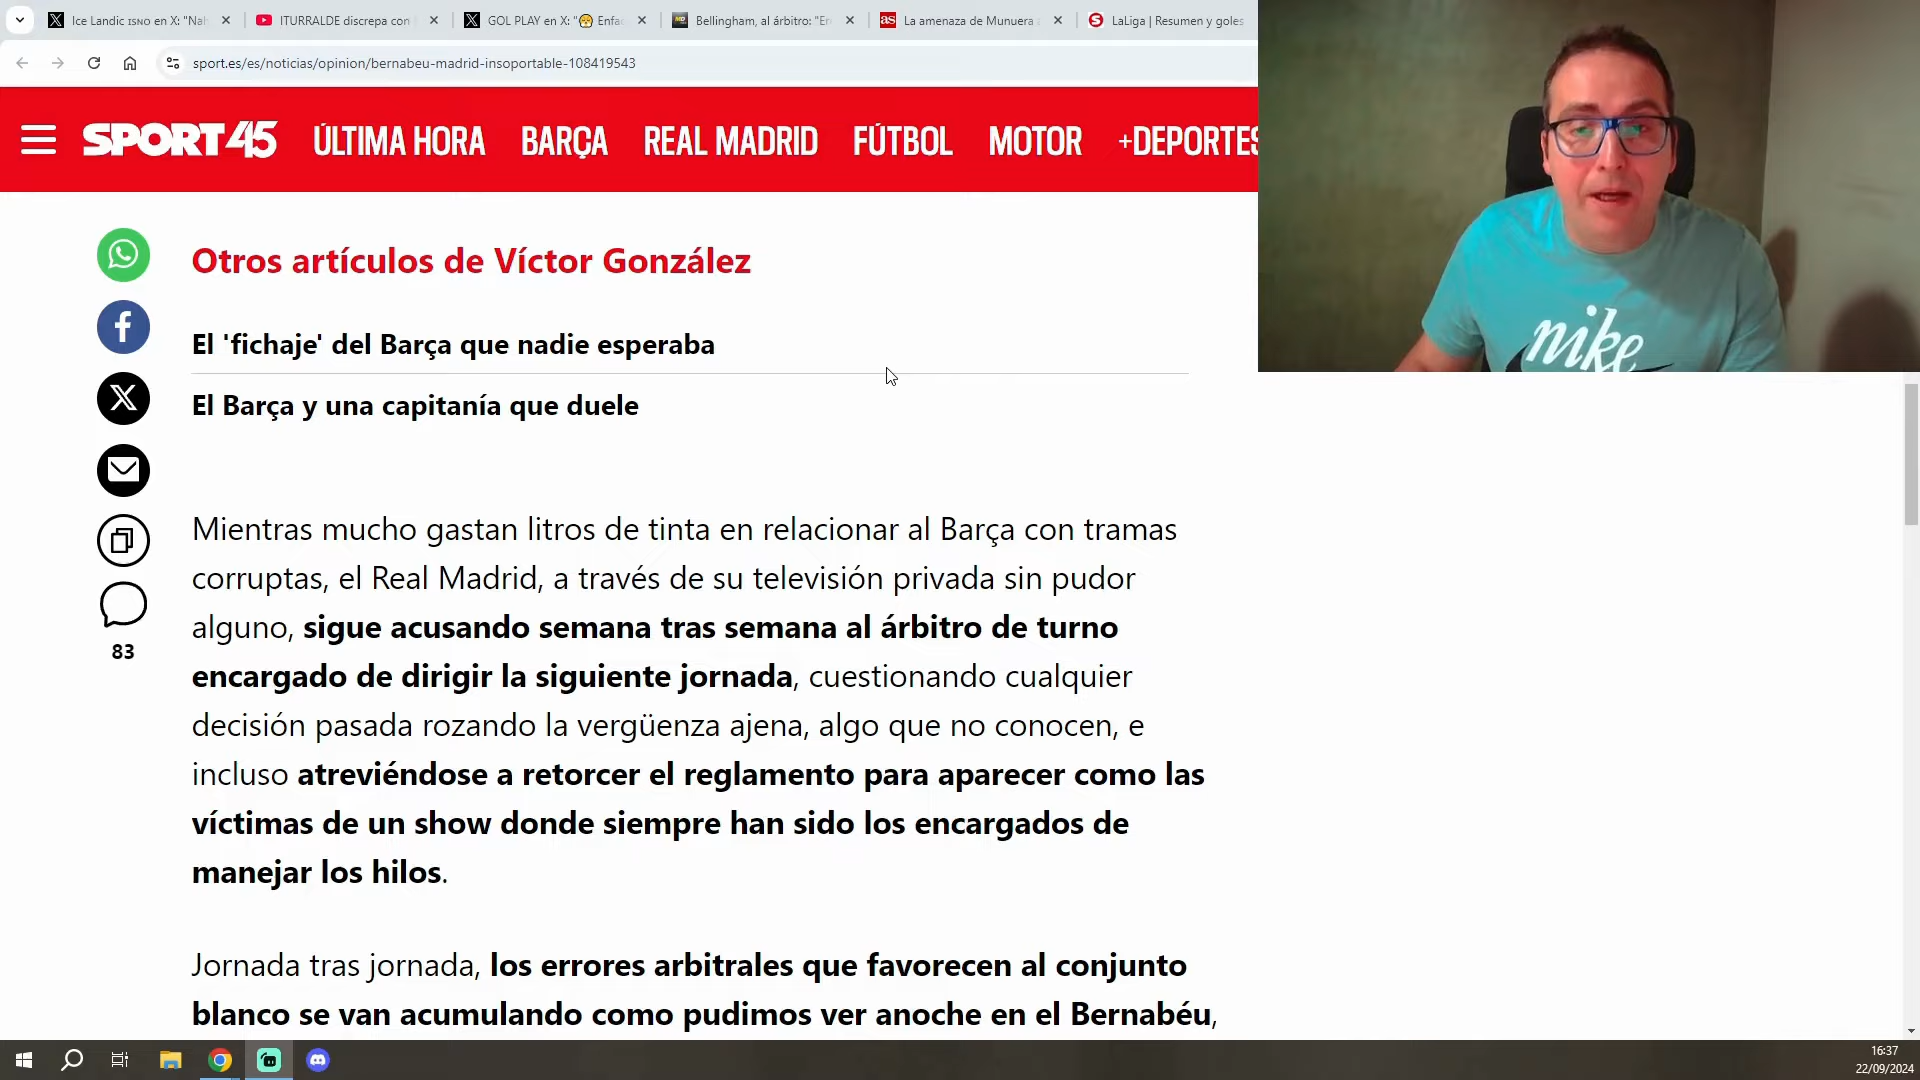 Ice Landic ɪsɴᴏ en X: "Nah
ITURRALDE discrepa con
GOL PLAY en X: "😤 Enfa
Bellingham, al árbitro: "En
La amenaza de Munuera a
LaLiga | Resumen y goles
sport.es/es/noticias/opinion/bernabeu-madrid-insoportable-108419543
SPORT 45 ÚLTIMA HORA BARÇA REAL MADRID FÚTBOL MOTOR +DEPORTES
Otros artículos de Víctor González
El 'fichaje' del Barça que nadie esperaba
El Barça y una capitanía que duele
Mientras mucho gastan litros de tinta en relacionar al Barça con tramas
corruptas, el Real Madrid, a través de su televisión privada sin pudor
alguno, sigue acusando semana tras semana al árbitro de turno
encargado de dirigir la siguiente jornada, cuestionando cualquier
decisión pasada rozando la vergüenza ajena, algo que no conocen, e
incluso atreviéndose a retorcer el reglamento para aparecer como las
víctimas de un show donde siempre han sido los encargados de
manejar los hilos.
Jornada tras jornada, los errores arbitrales que favorecen al conjunto
blanco se van acumulando como pudimos ver anoche en el Bernabéu,
83
nike
16:37
22/09/2024